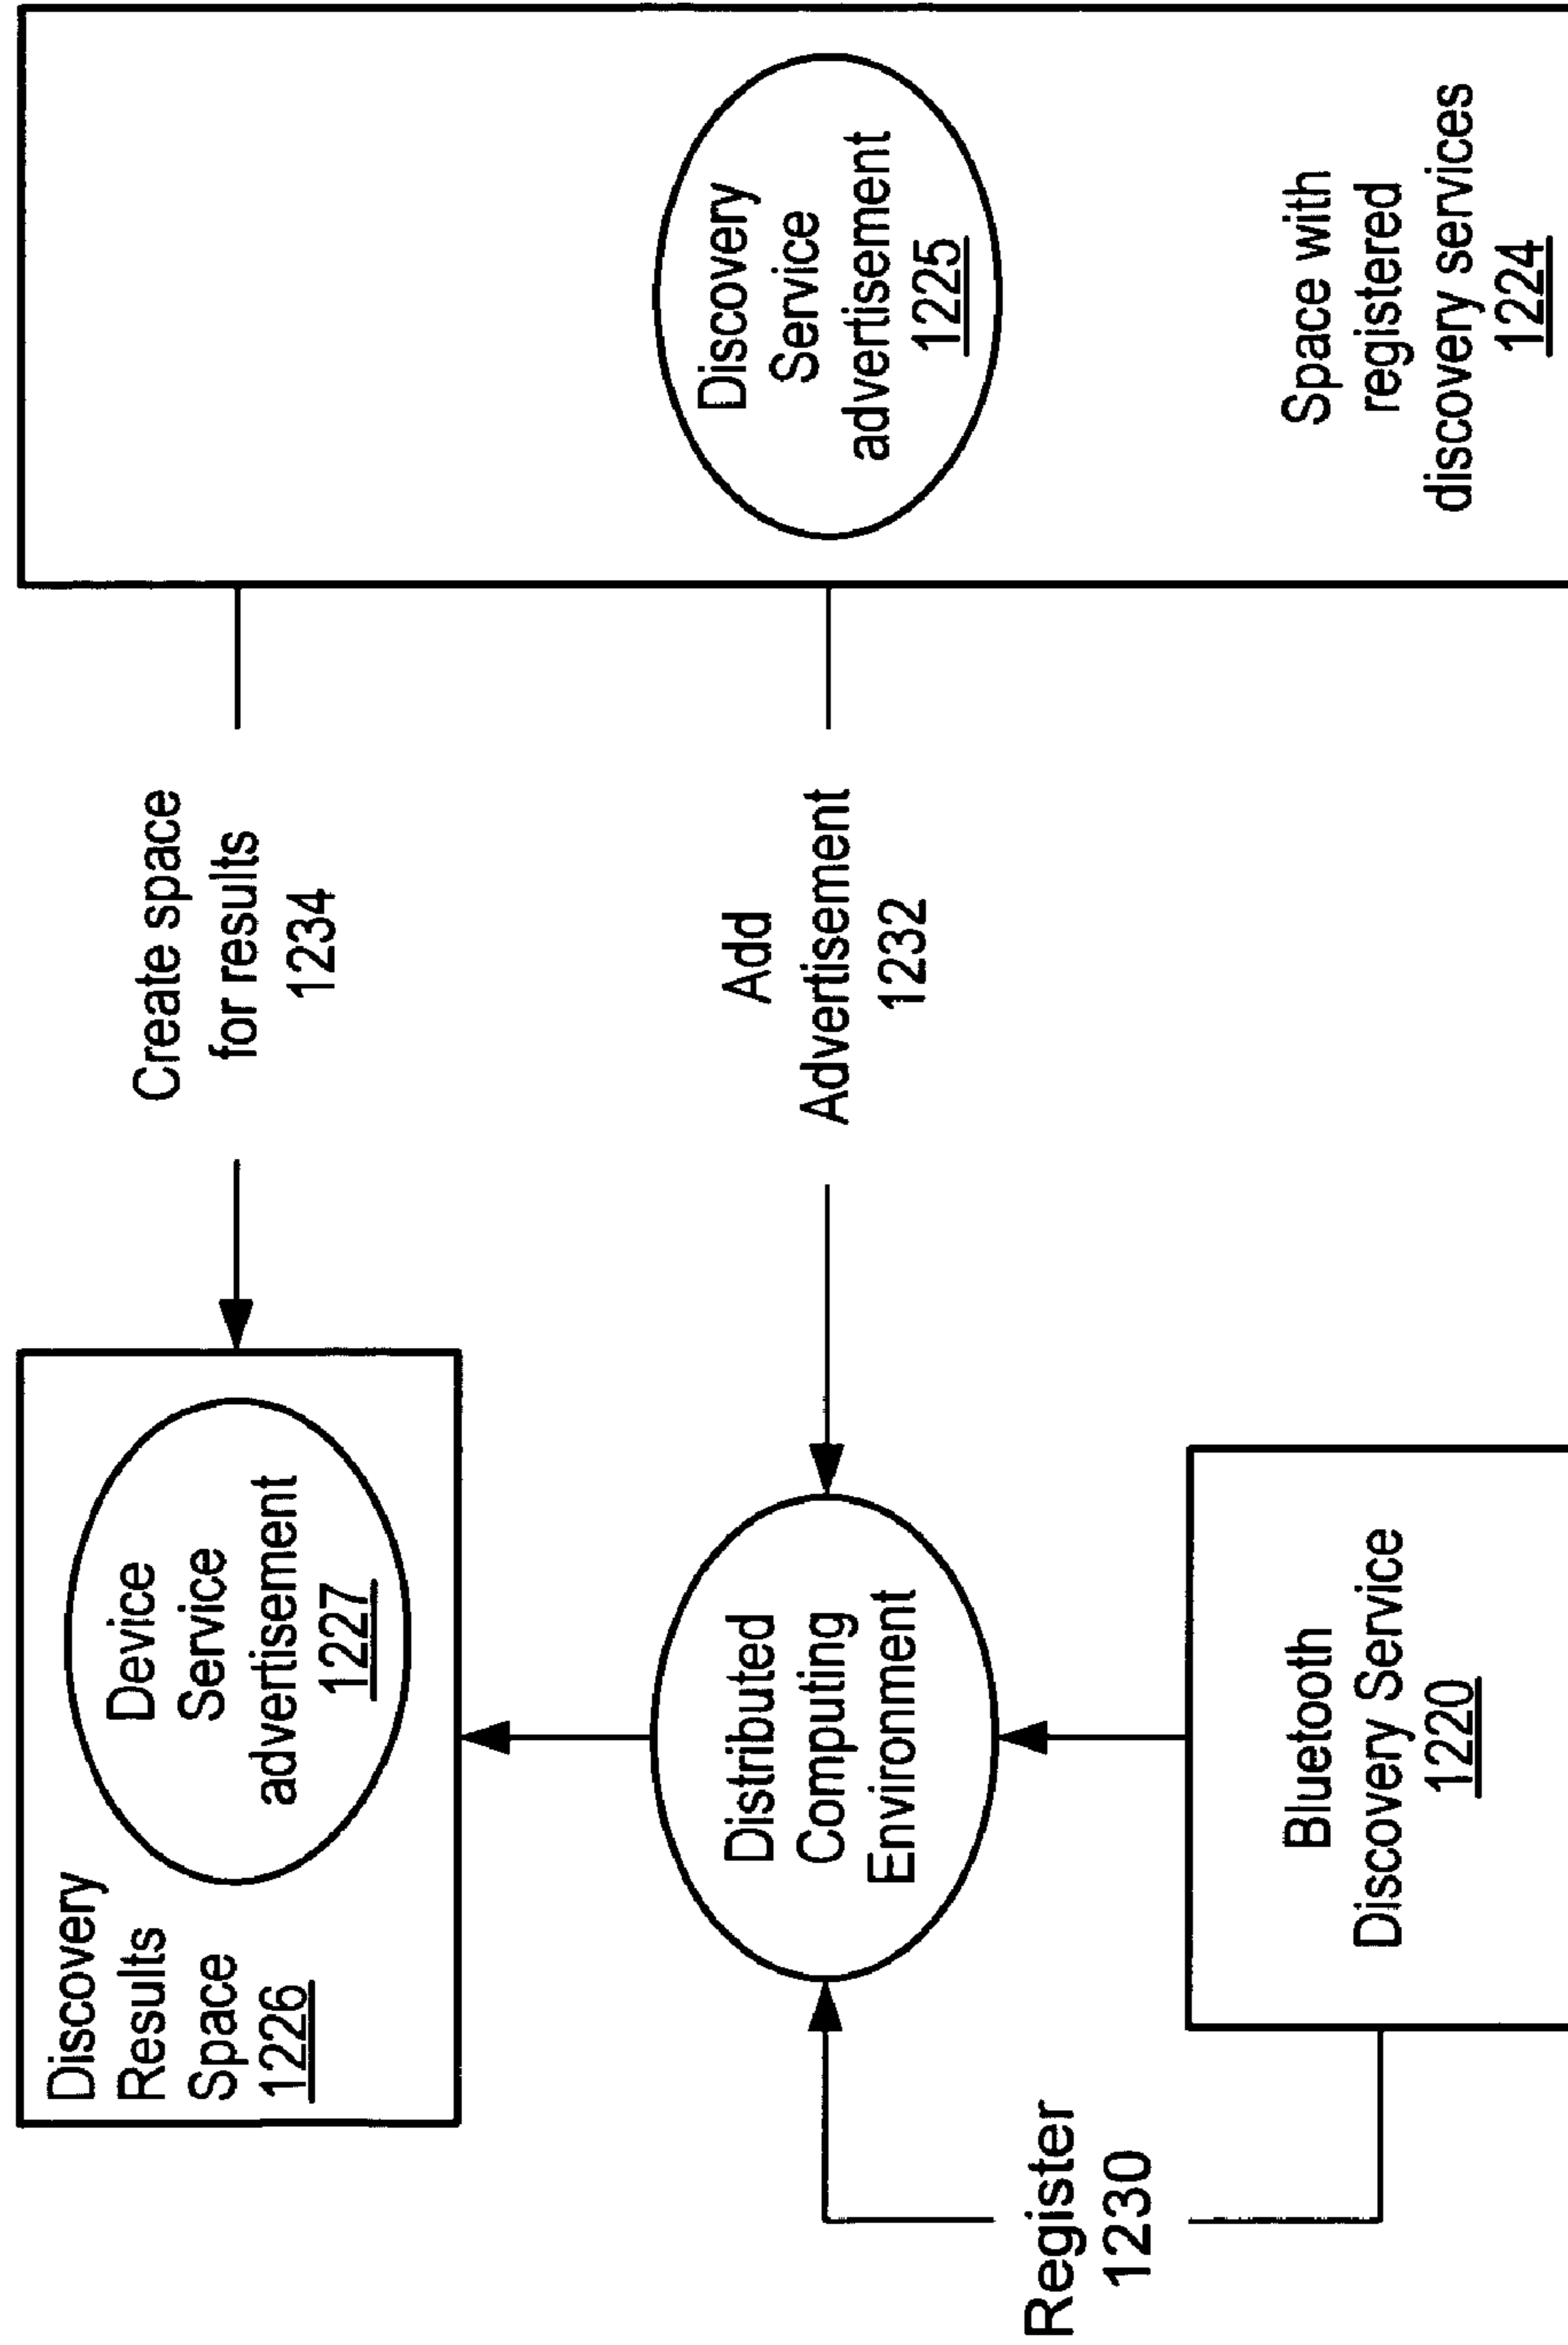 Discovery
Results
Space
1226
Device
Service
advertisement
1227
Create space
for results
1234
Distributed
Computing
Environment
Add
Advertisement
1232
Discovery
Service
advertisement
1225
Register
1230
Bluetooth
Discovery Service
1220
Space with
registered
discovery services
1224